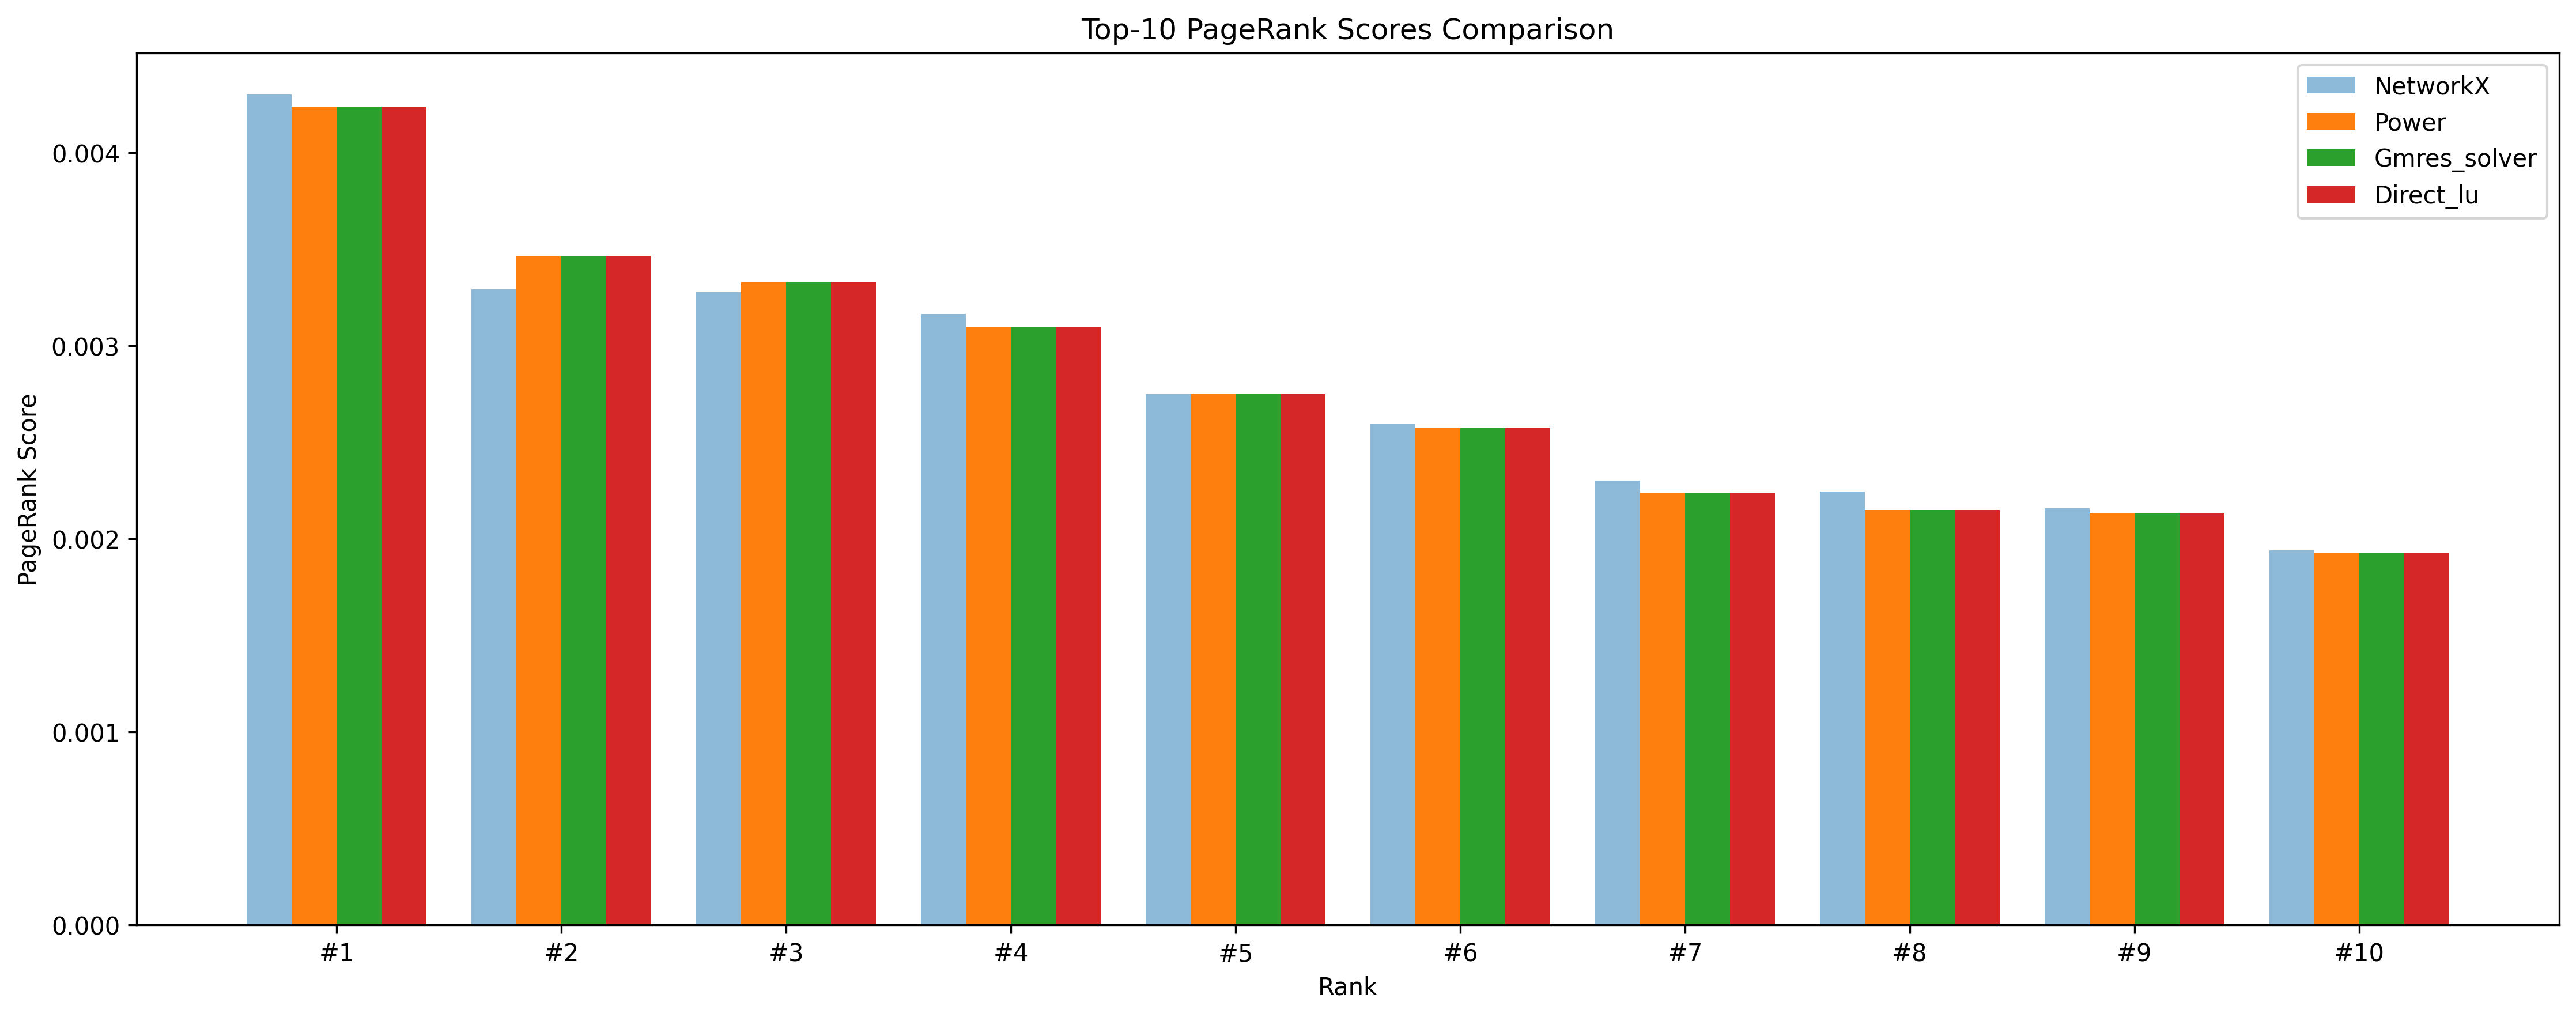 Top-10 PageRank Scores Comparison
NetworkX
Power
Gmres_solver
Direct_lu
PageRank Score
0.004
0.003
0.002
0.001
0.000
#1 #2 #3 #4 #5 #6 #7 #8 #9 #10
Rank